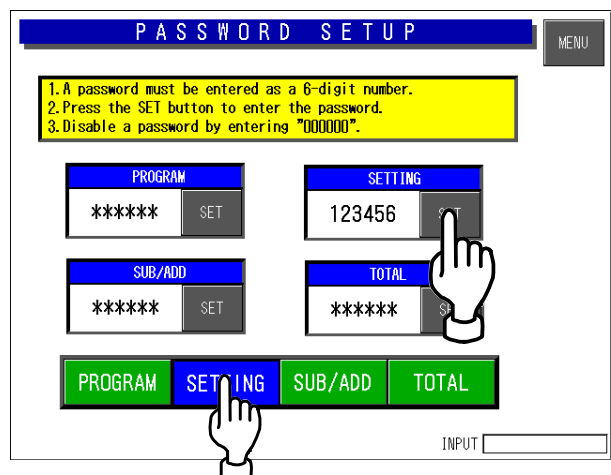 PASSWORD SETUP
MENU
1.A password must be entered as a 6-digit number.
2.Press the SET button to enter the password.
3.Disable a password by entering "000000".
PROGRAM
SETTING
****** SET
123456
SUB/ADD
TOTAL
****** SET
******
PROGRAM SETTING SUB/ADD TOTAL
INPUT